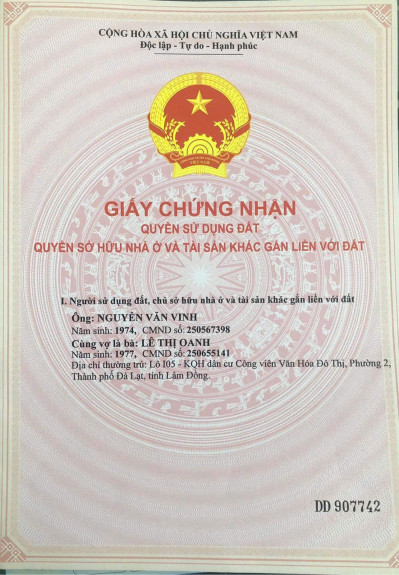 CỘNG HÒA XÃ HỘI CHỦ NGHĨA VIỆT NAM
Độc lập - Tự do - Hạnh phúc
GIẤY CHỨNG NHẬN
QUYỀN SỬ DỤNG ĐẤT
QUYỀN SỞ HỮU NHÀ Ở VÀ TÀI SẢN KHÁC GẮN LIỀN VỚI ĐẤT
I. Người sử dụng đất, chủ sở hữu nhà ở và tài sản khác gắn liền với đất
Ông: NGUYỄN VĂN VINH
Năm sinh: 1974, CMND số: 250567398
Cùng vợ là bà: LÊ THỊ OANH
Năm sinh: 1977, CMND số: 250655141
Địa chỉ thường trú: Lô I05 - KQH dân cư Công viên Văn Hóa Đô Thị, Phường 2,
Thành phố Đà Lạt, tỉnh Lâm Đồng.
DD 907742